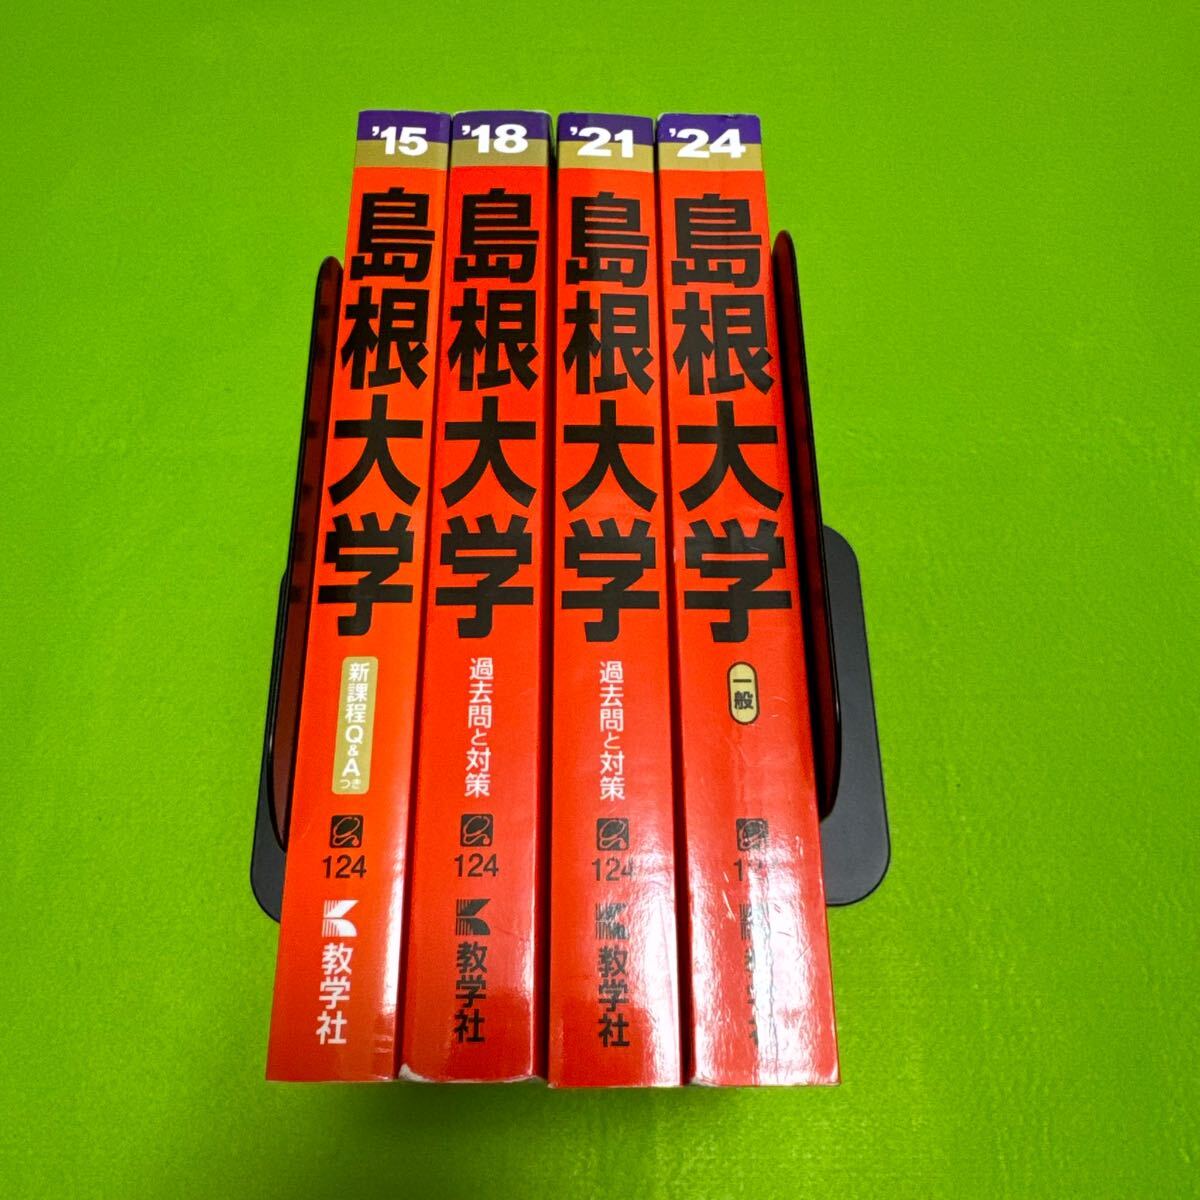 '15
島根大学
新課程Q&Aつき
124
教学社
'18
島根大学
過去問と対策
124
教学社
'21
島根大学
過去問と対策
124
教学社
'24
島根大学
一般